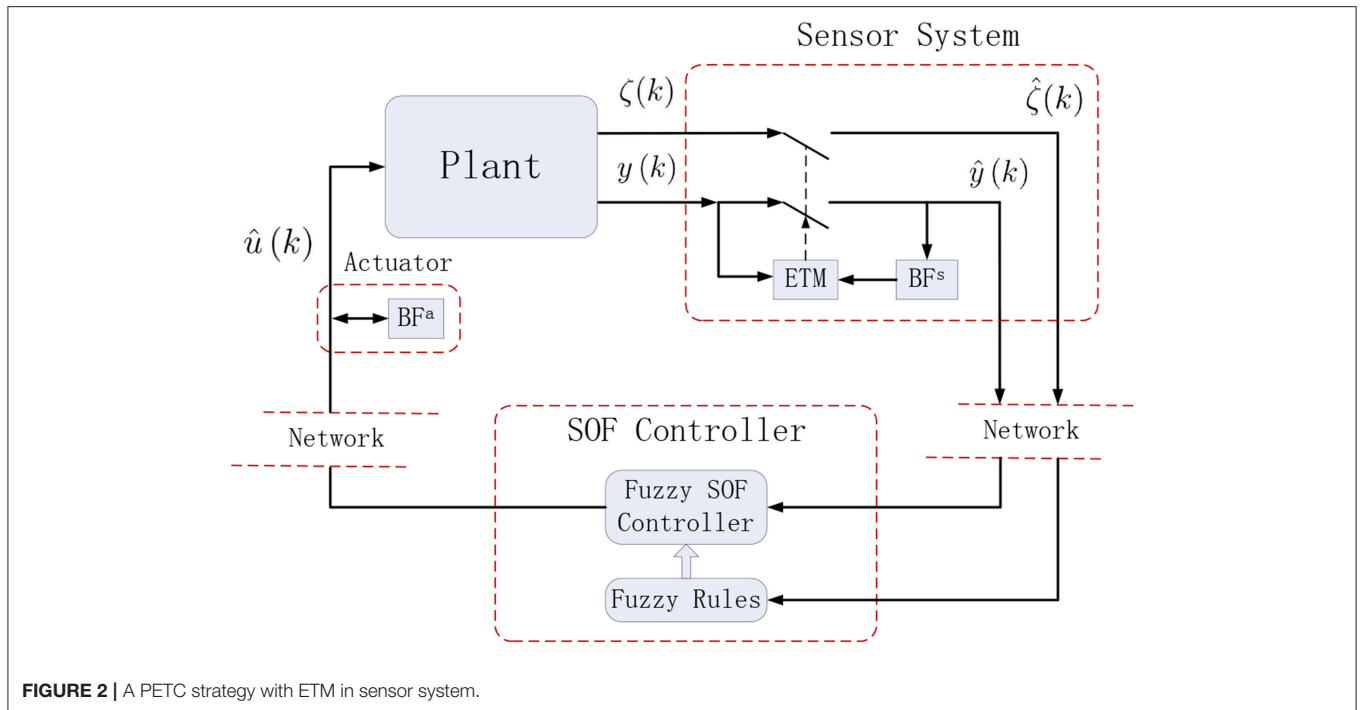 Sensor System
ζ(k)
ζ̂(k)
Plant
y (k)
ŷ (k)
û (k)
Actuator
ETM
BFˢ
BFᵃ
Network
SOF Controller
Network
Fuzzy SOF
Controller
Fuzzy Rules
FIGURE 2 | A PETC strategy with ETM in sensor system.